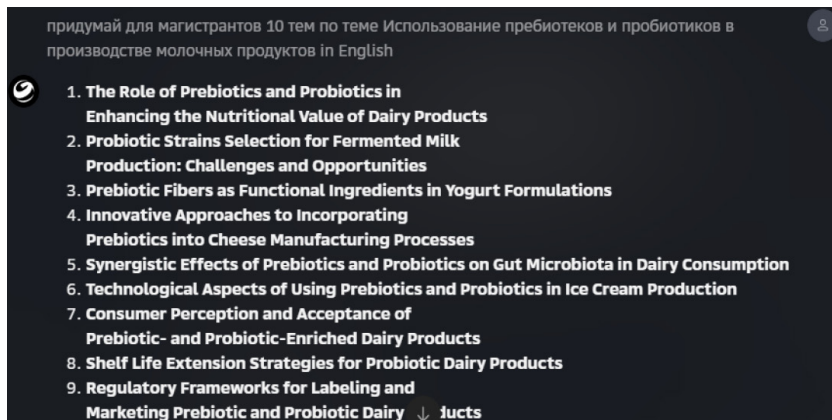 придумай для магистрантов 10 тем по теме Использование пребиотеков и пробиотиков в
производстве молочных продуктов in English
1. The Role of Prebiotics and Probiotics in
Enhancing the Nutritional Value of Dairy Products
2. Probiotic Strains Selection for Fermented Milk
Production: Challenges and Opportunities
3. Prebiotic Fibers as Functional Ingredients in Yogurt Formulations
4. Innovative Approaches to Incorporating
Prebiotics into Cheese Manufacturing Processes
5. Synergistic Effects of Prebiotics and Probiotics on Gut Microbiota in Dairy Consumption
6. Technological Aspects of Using Prebiotics and Probiotics in Ice Cream Production
7. Consumer Perception and Acceptance of
Prebiotic- and Probiotic-Enriched Dairy Products
8. Shelf Life Extension Strategies for Probiotic Dairy Products
9. Regulatory Frameworks for Labeling and
Marketing Prebiotic and Probiotic Dairy